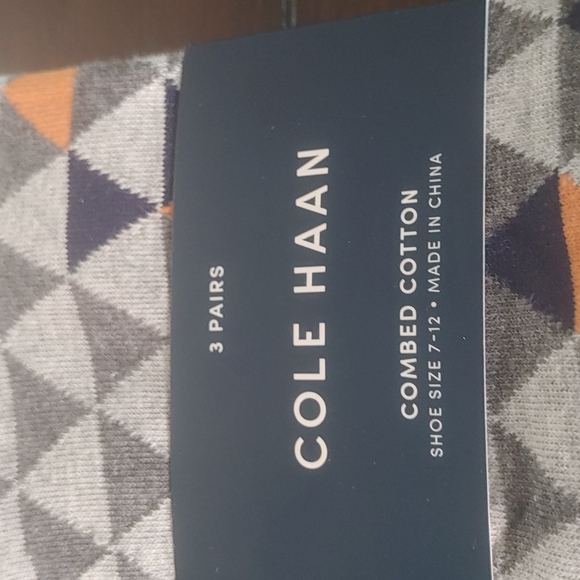 3 PAIRS
COLE HAAN
COMBED COTTON
SHOE SIZE 7-12 • MADE IN CHINA